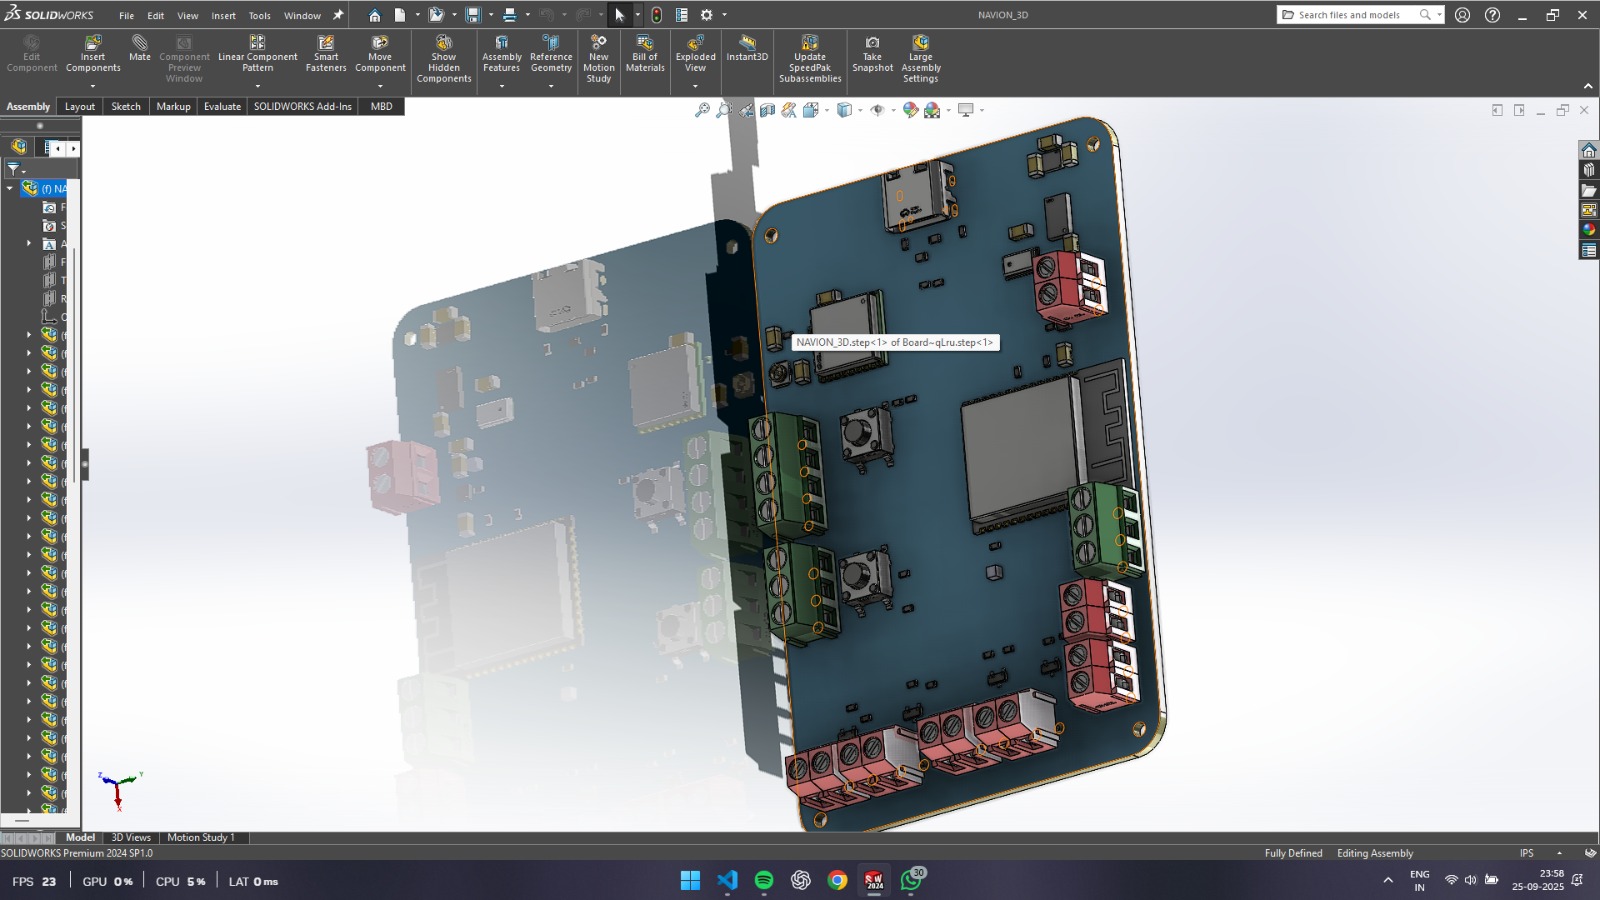 SOLIDWORKS File Edit View Insert Tools Window NAVION_3D Search files and models
Edit Component
Insert Components
Mate
Component Preview Window
Linear Component Pattern
Smart Fasteners
Move Component
Show Hidden Components
Assembly Features
Reference Geometry
New Motion Study
Bill of Materials
Exploded View
Instant3D
Update SpeedPak Subassemblies
Take Snapshot
Large Assembly Settings
Assembly Layout Sketch Markup Evaluate SOLIDWORKS Add-Ins MBD
(f) NA
NAVION_3D.step<1> of Board~qLru.step<1>
Z Y
X
Model 3D Views Motion Study 1
SOLIDWORKS Premium 2024 SP1.0 Fully Defined Editing Assembly IPS
FPS 23 GPU 0% CPU 5% LAT 0 ms SW 2024 30 ENG IN 23:58 25-09-2025